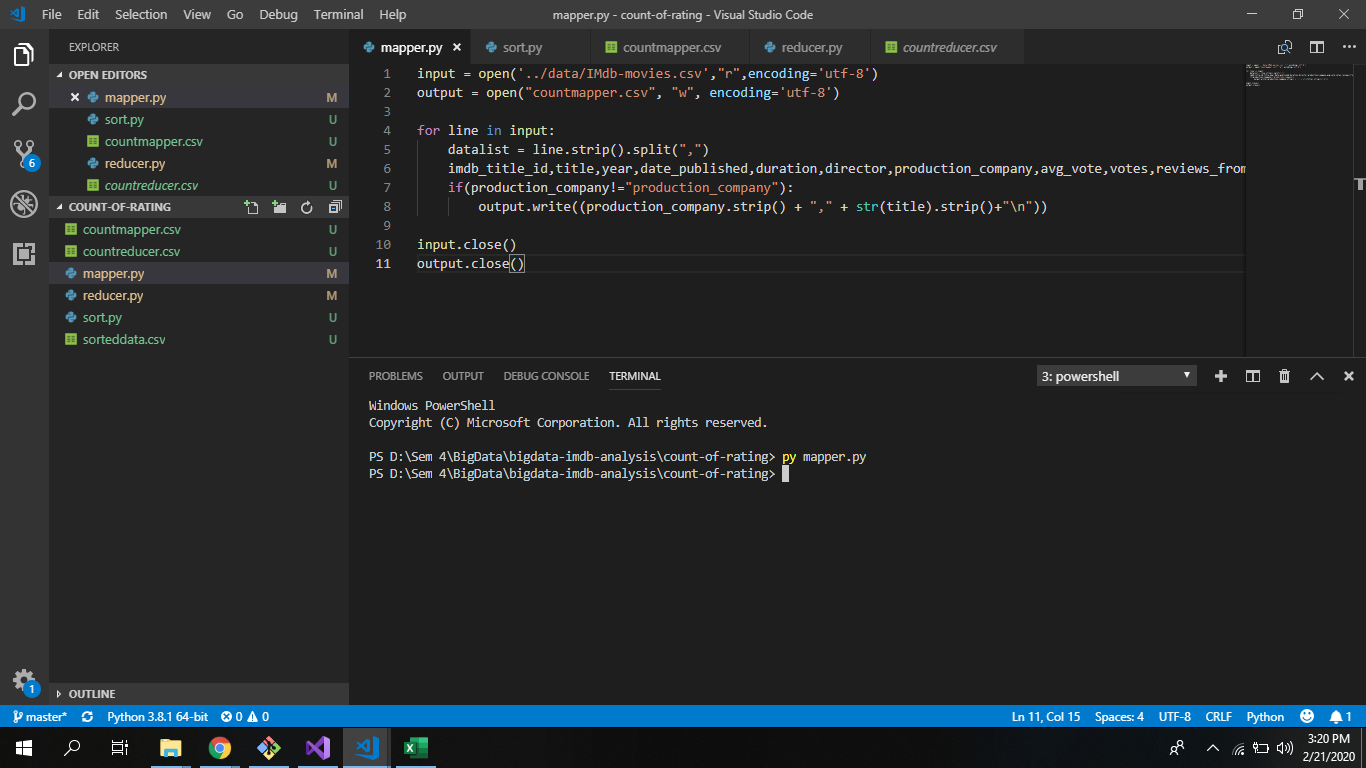 File Edit Selection View Go Debug Terminal Help
mapper.py - count-of-rating - Visual Studio Code
EXPLORER
OPEN EDITORS
mapper.py M
sort.py U
countmapper.csv U
reducer.py M
countreducer.csv U
COUNT-OF-RATING
countmapper.csv U
countreducer.csv U
mapper.py M
reducer.py M
sort.py U
sorteddata.csv U
OUTLINE
6
1
mapper.py sort.py countmapper.csv reducer.py countreducer.csv
1 input = open('../data/IMdb-movies.csv',"r",encoding='utf-8')
2 output = open("countmapper.csv", "w", encoding='utf-8')
3
4 for line in input:
5 datalist = line.strip().split(",")
6 imdb_title_id,title,year,date_published,duration,director,production_company,avg_vote,votes,reviews_from
7 if(production_company!="production_company"):
8 output.write((production_company.strip() + "," + str(title).strip()+"\n"))
9
10 input.close()
11 output.close()
PROBLEMS OUTPUT DEBUG CONSOLE TERMINAL
3: powershell
Windows PowerShell
Copyright (C) Microsoft Corporation. All rights reserved.
PS D:\Sem 4\BigData\bigdata-imdb-analysis\count-of-rating> py mapper.py
PS D:\Sem 4\BigData\bigdata-imdb-analysis\count-of-rating>
master* Python 3.8.1 64-bit 0 0
Ln 11, Col 15 Spaces: 4 UTF-8 CRLF Python 1
3:20 PM
2/21/2020